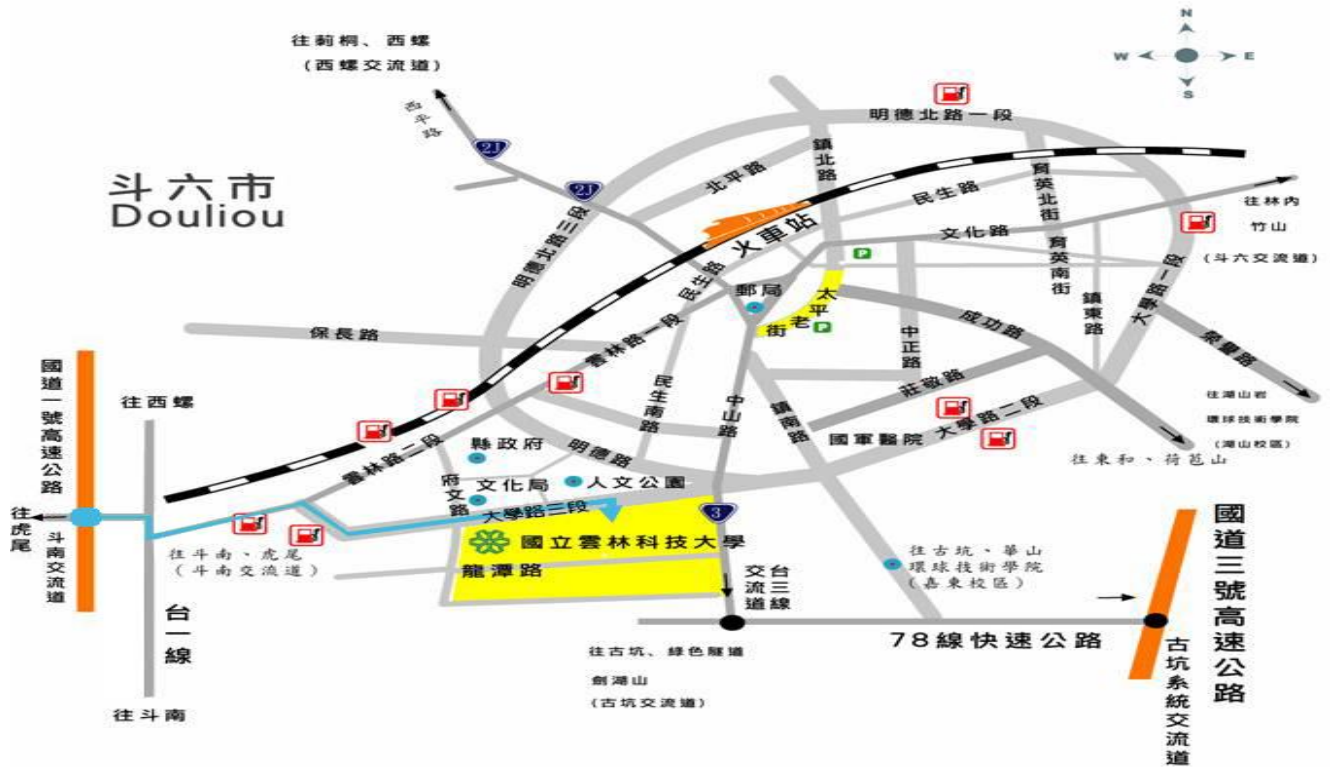 N
W
E
S
往莿桐、西螺
(西螺交流道)
西平路
2J
2J
斗六市
Douliou
明德北路一段
鎮北路
北平路
民生路
育英北街
往林內
竹山
(斗六交流道)
文化路
火車站
明德北路三段
民生路
育英南街
大學路一段
鎮東路
P
郵局
太平老街
P
保長路
雲林路一段
中正路
成功路
榮譽路
國道一號高速公路
往西螺
民生南路
中山路
鎮南路
莊敬路
往湖山岩
環球技術學院
(湖山校區)
大學路二段
國軍醫院
往東和、荷苞山
雲林路二段
縣政府
明德路
府文路
文化局
人文公園
大學路三段
3
往虎尾
斗南交流道
往斗南、虎尾
(斗南交流道)
國立雲林科技大學
龍潭路
往古坑、華山
環球技術學院
(嘉東校區)
國道三號高速公路
台三線
交流道
台一線
78線快速公路
往古坑、綠色隧道
劍湖山
(古坑交流道)
往斗南
古坑系統交流道